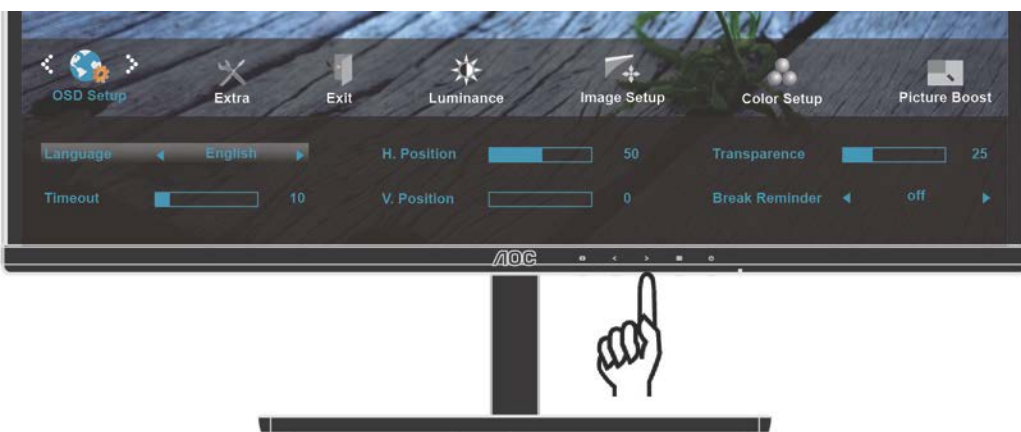 OSD Setup Extra Exit Luminance Image Setup Color Setup Picture Boost
Language English H. Position 50 Transparence 25
Timeout 10 V. Position 0 Break Reminder off
AOC